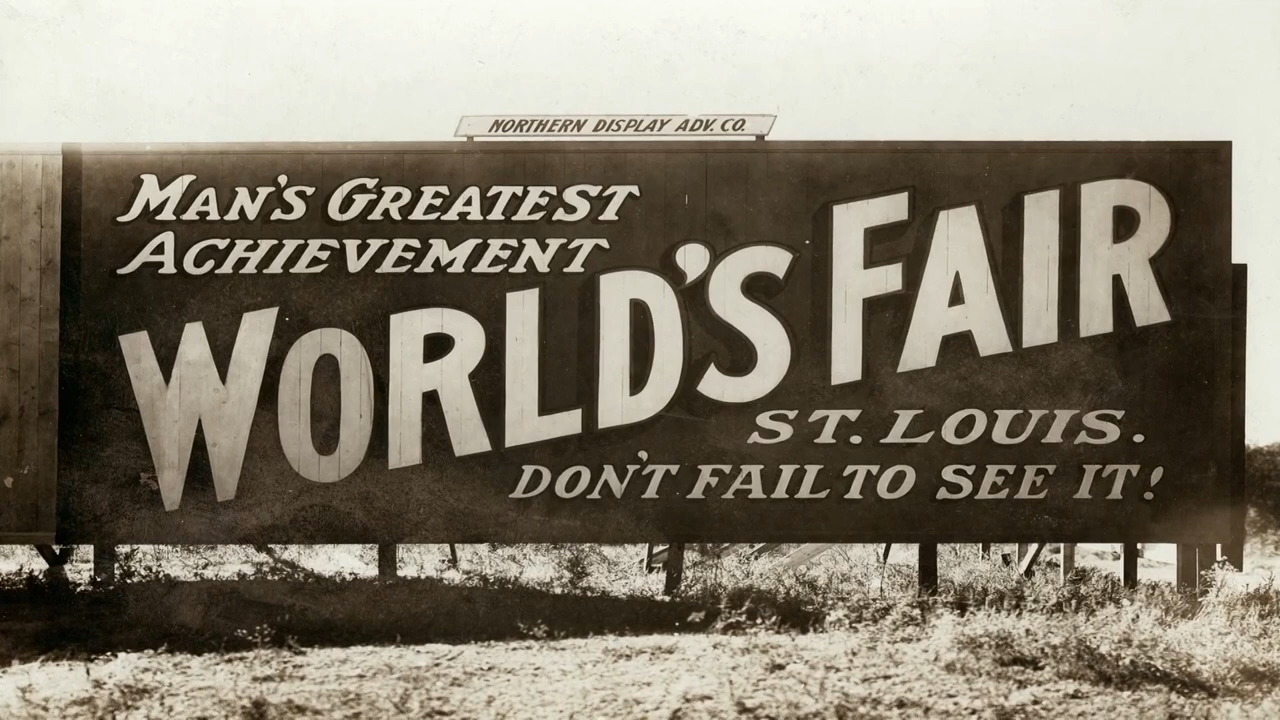 NORTHERN DISPLAY ADV. CO.
MAN'S GREATEST
ACHIEVEMENT
WORLD'S FAIR
ST. LOUIS.
DON'T FAIL TO SEE IT!